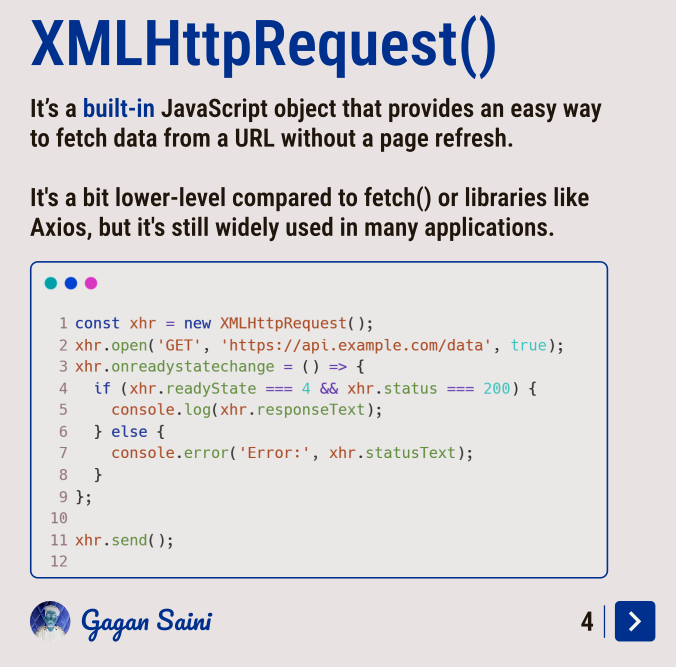 XMLHttpRequest()
It’s a built-in JavaScript object that provides an easy way
to fetch data from a URL without a page refresh.
It's a bit lower-level compared to fetch() or libraries like
Axios, but it's still widely used in many applications.
1 const xhr = new XMLHttpRequest();
2 xhr.open('GET', 'https://api.example.com/data', true);
3 xhr.onreadystatechange = () => {
4   if (xhr.readyState === 4 && xhr.status === 200) {
5     console.log(xhr.responseText);
6   } else {
7     console.error('Error:', xhr.statusText);
8   }
9 };
10
11 xhr.send();
12
Gagan Saini
4